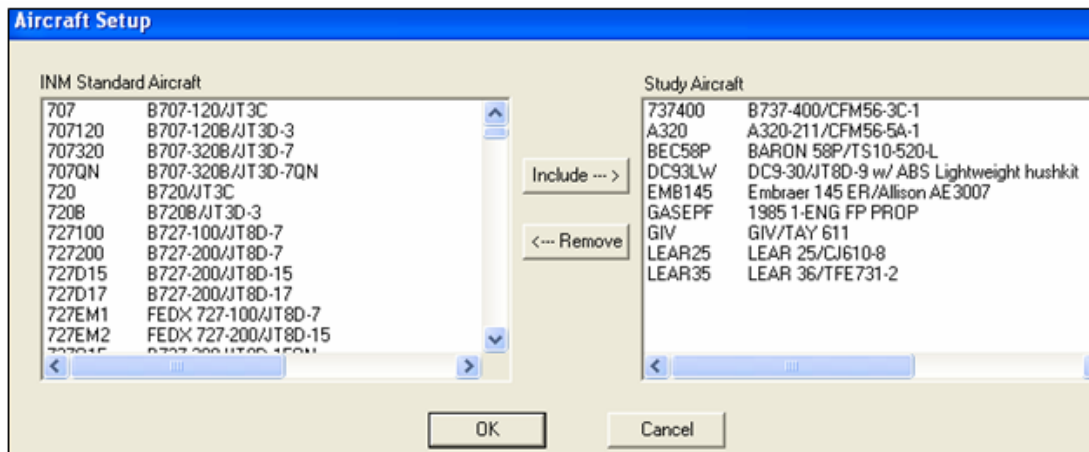 Aircraft Setup
INM Standard Aircraft
707 B707-120/JT3C
707120 B707-120B/JT3D-3
707320 B707-320B/JT3D-7
707QN B707-320B/JT3D-7QN
720 B720/JT3C
720B B720B/JT3D-3
727100 B727-100/JT8D-7
727200 B727-200/JT8D-7
727D15 B727-200/JT8D-15
727D17 B727-200/JT8D-17
727EM1 FEDX 727-100/JT8D-7
727EM2 FEDX 727-200/JT8D-15
Include --- >
<--- Remove
Study Aircraft
737400 B737-400/CFM56-3C-1
A320 A320-211/CFM56-5A-1
BEC58P BARON 58P/TS10-520-L
DC93LW DC9-30/JT8D-9 w/ ABS Lightweight hushkit
EMB145 Embraer 145 ER/Allison AE3007
GASEPF 1985 1-ENG FP PROP
GIV GIV/TAY 611
LEAR25 LEAR 25/CJ610-8
LEAR35 LEAR 36/TFE731-2
OK
Cancel